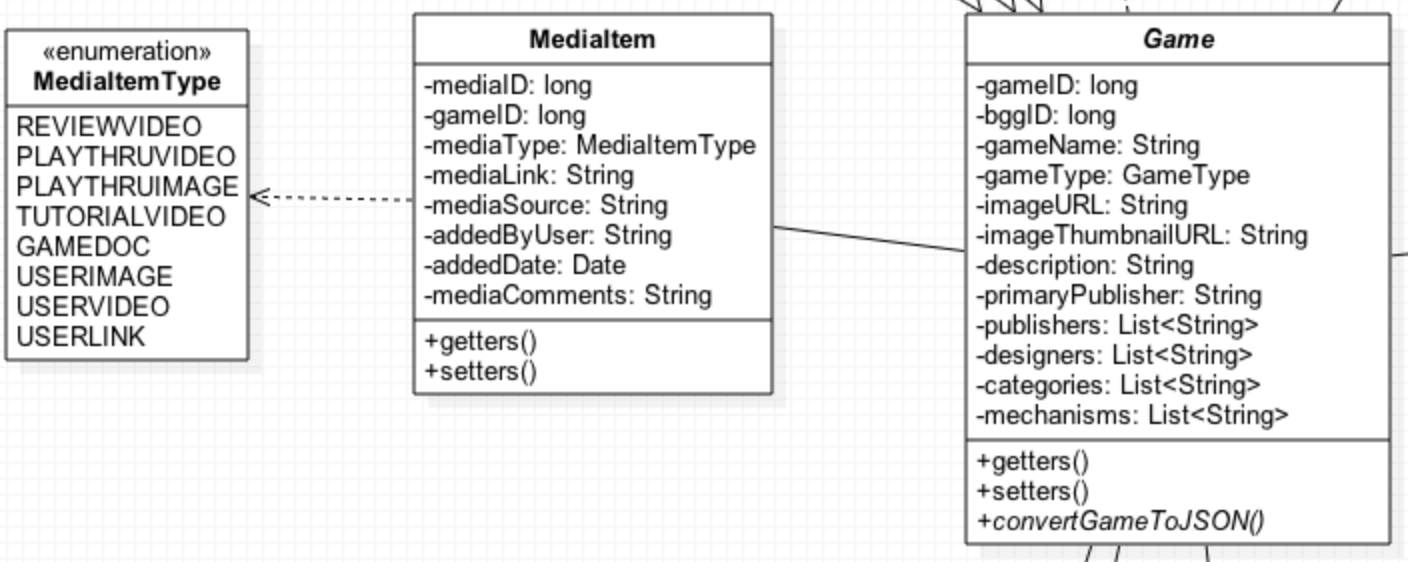 «enumeration»
MediaItemType
REVIEWVIDEO
PLAYTHRUVIDEO
PLAYTHRUIMAGE
TUTORIALVIDEO
GAMEDOC
USERIMAGE
USERVIDEO
USERLINK
MediaItem
-mediaID: long
-gameID: long
-mediaType: MediaItemType
-mediaLink: String
-mediaSource: String
-addedByUser: String
-addedDate: Date
-mediaComments: String
+getters()
+setters()
Game
-gameID: long
-bggID: long
-gameName: String
-gameType: GameType
-imageURL: String
-imageThumbnailURL: String
-description: String
-primaryPublisher: String
-publishers: List<String>
-designers: List<String>
-categories: List<String>
-mechanisms: List<String>
+getters()
+setters()
+convertGameToJSON()